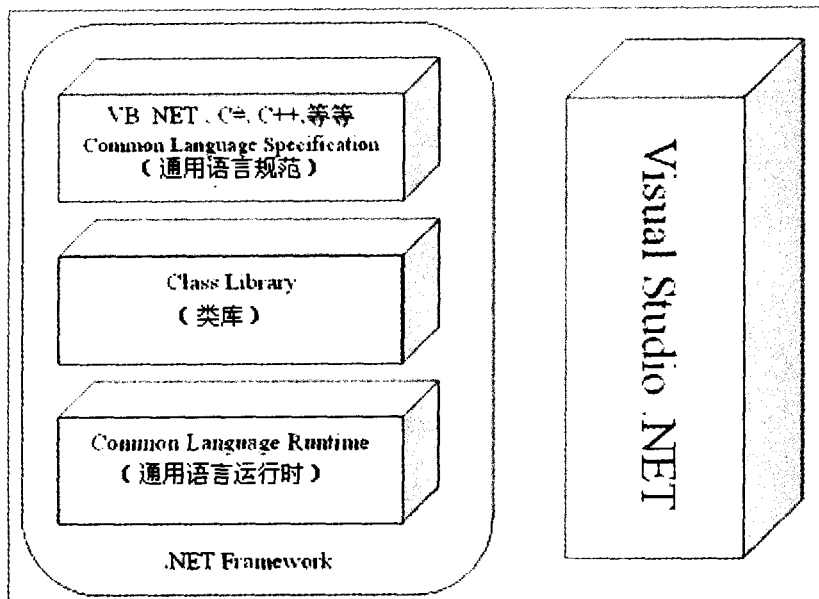 VB .NET、C#、C++、等等
Common Language Specification
（通用语言规范）
Class Library
（类库）
Common Language Runtime
（通用语言运行时）
.NET Framework
Visual Studio .NET